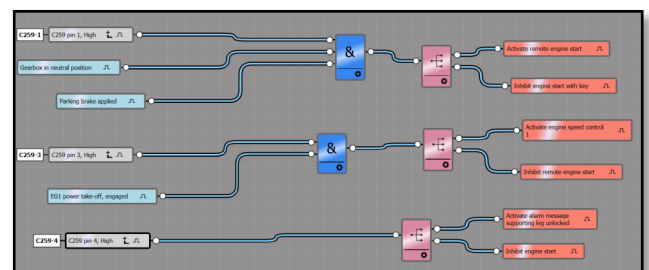 C259-1
C259 pin 1, High
&
Activate remote engine start
Gearbox in neutral position
Inhibit engine start with key
Parking brake applied
C259-3
C259 pin 3, High
&
Activate engine speed control
1
Inhibit remote engine start
EG1 power take-off, engaged
C259-4
C259 pin 4, High
Activate alarm message
supporting leg unlocked
Inhibit engine start